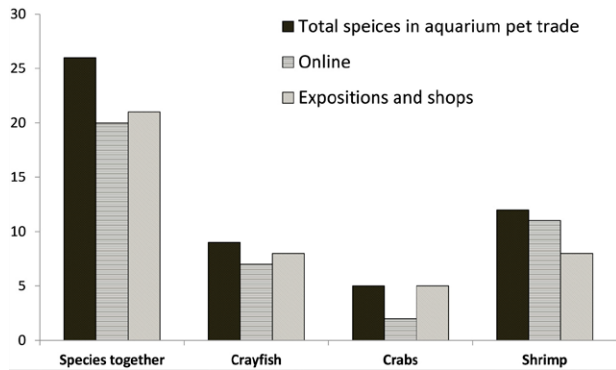 30
25
20
15
10
5
0
Total speices in aquarium pet trade
Online
Expositions and shops
Species together
Crayfish
Crabs
Shrimp